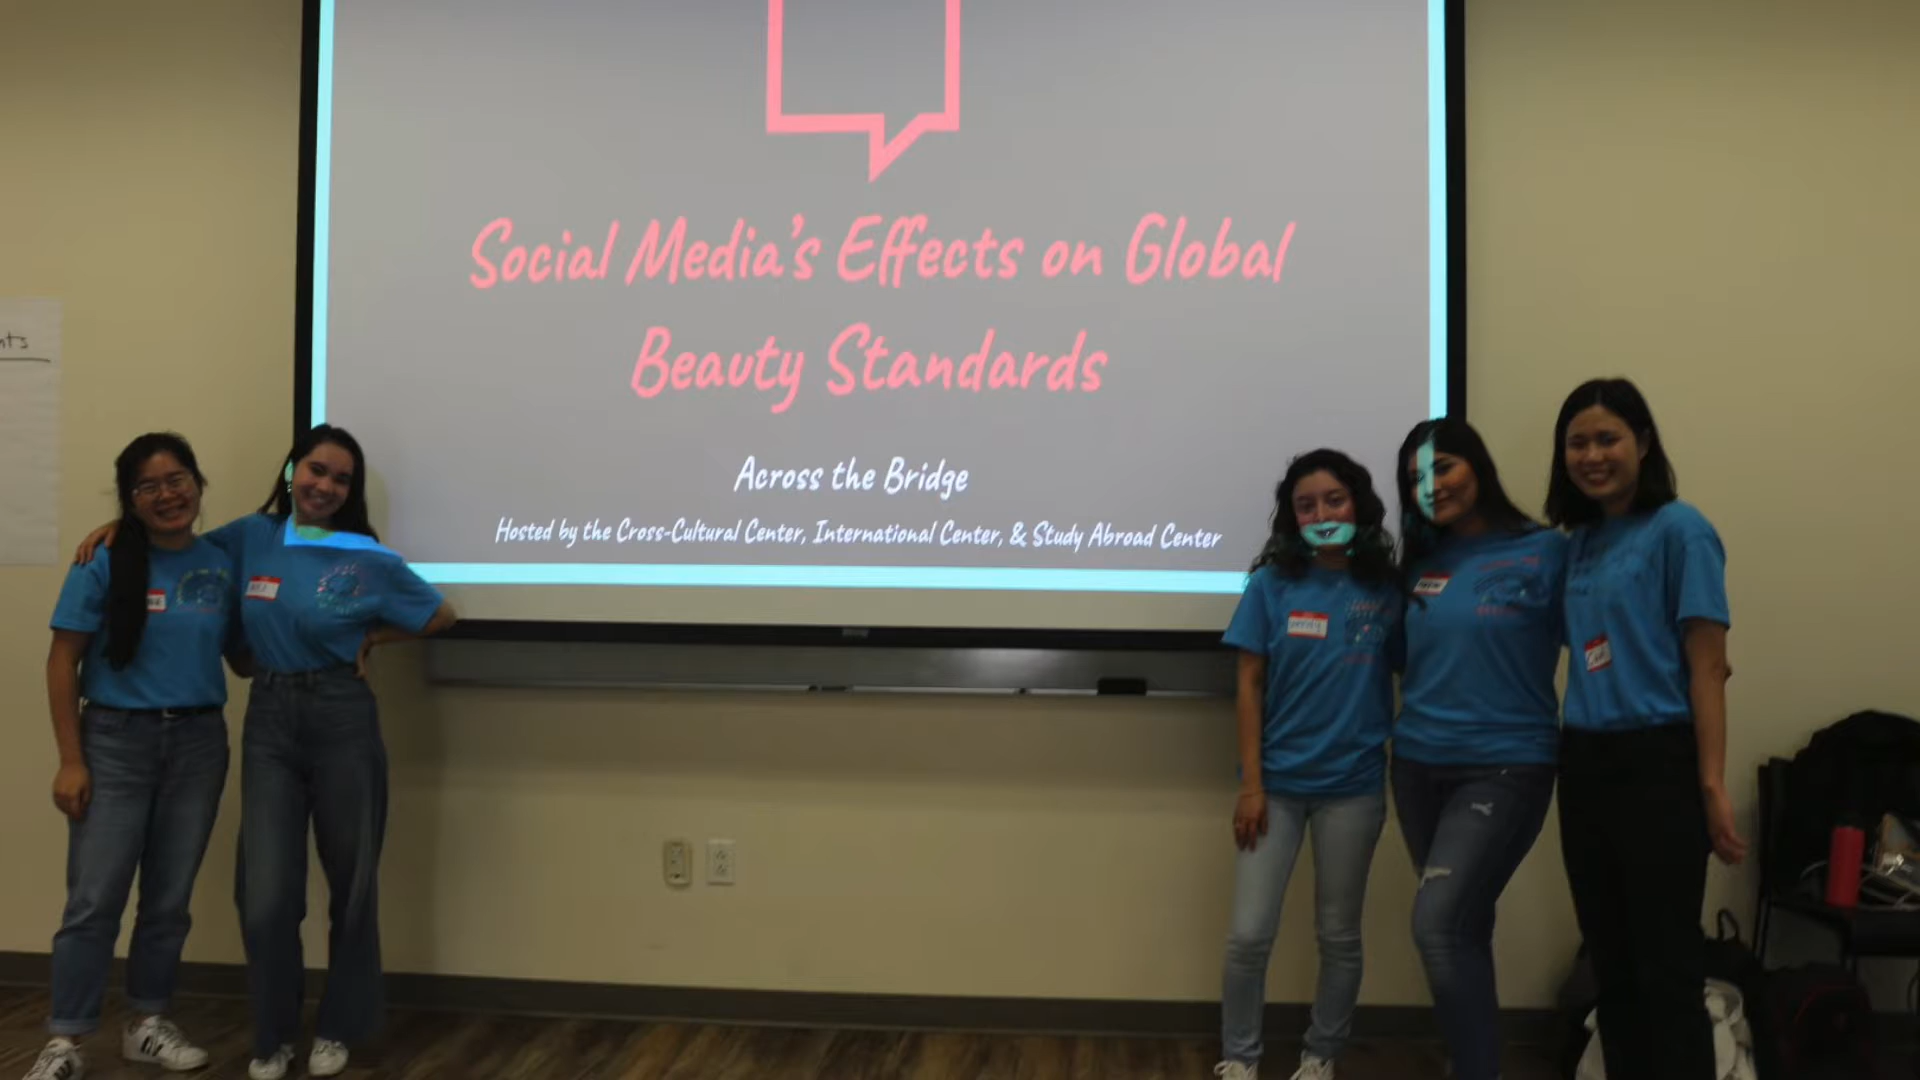 Social Media's Effects on Global
Beauty Standards
Across the Bridge
Hosted by the Cross-Cultural Center, International Center, & Study Abroad Center